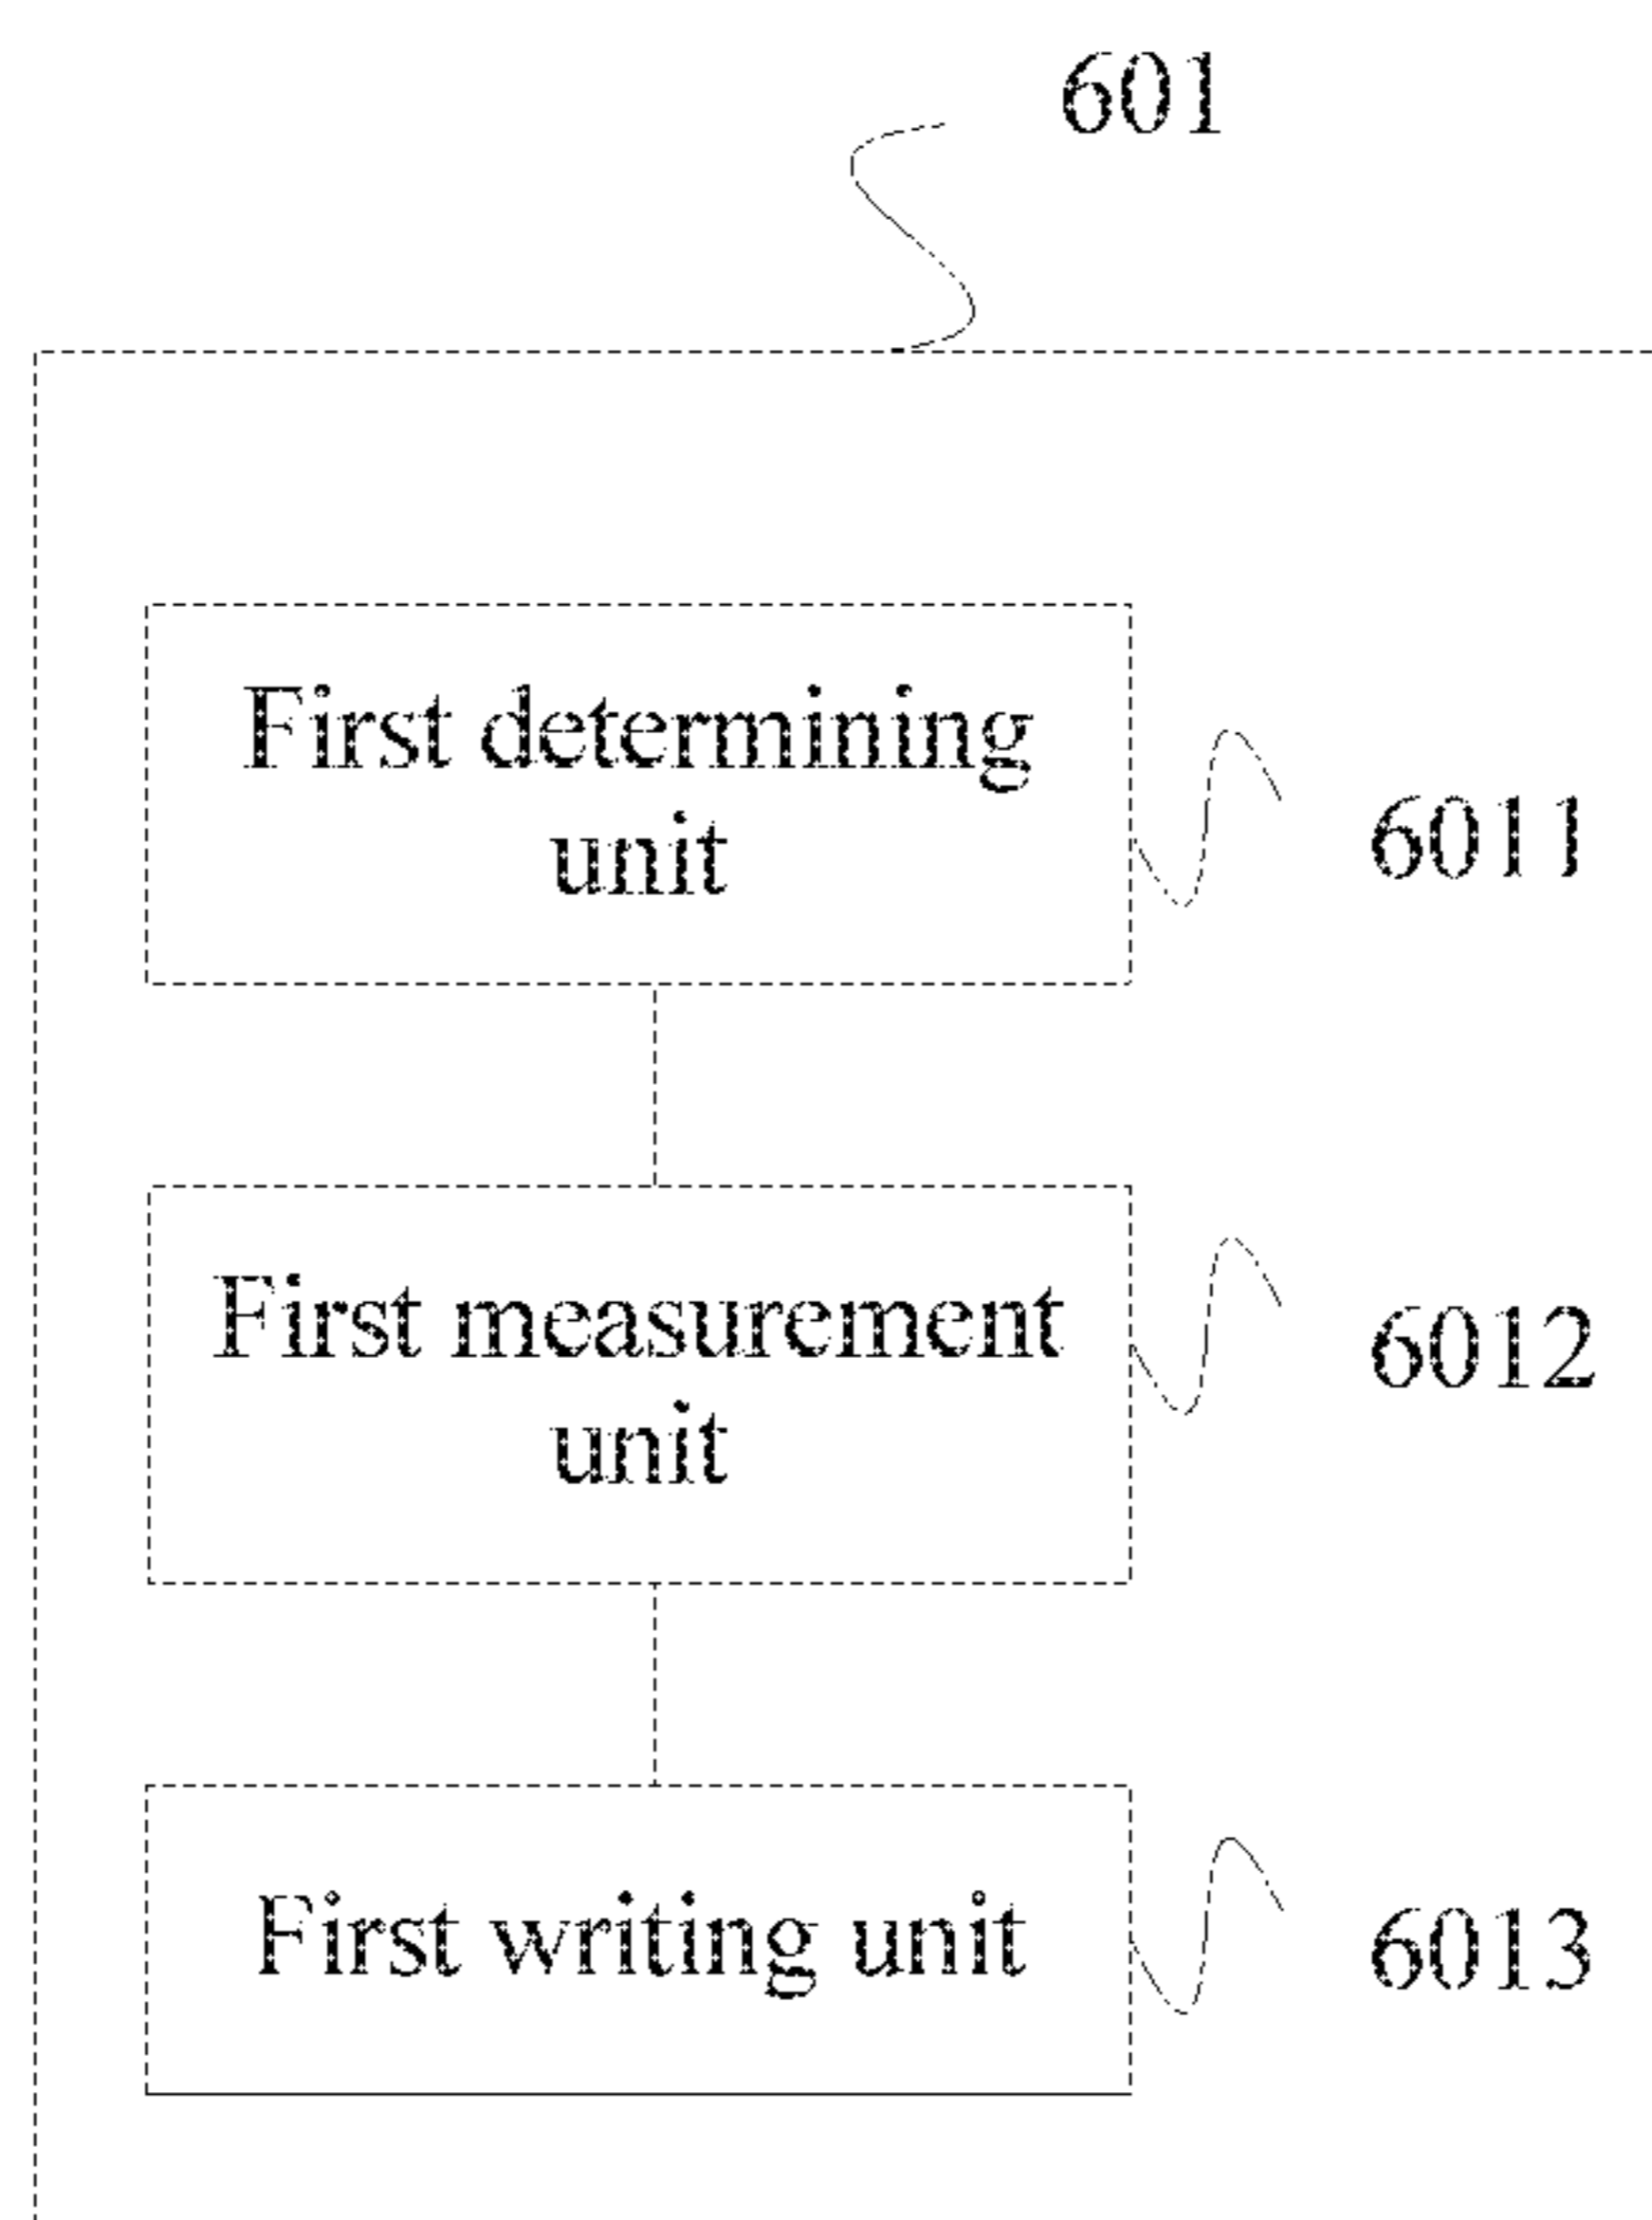 601
First determining
unit
6011
First measurement
unit
6012
First writing unit
6013